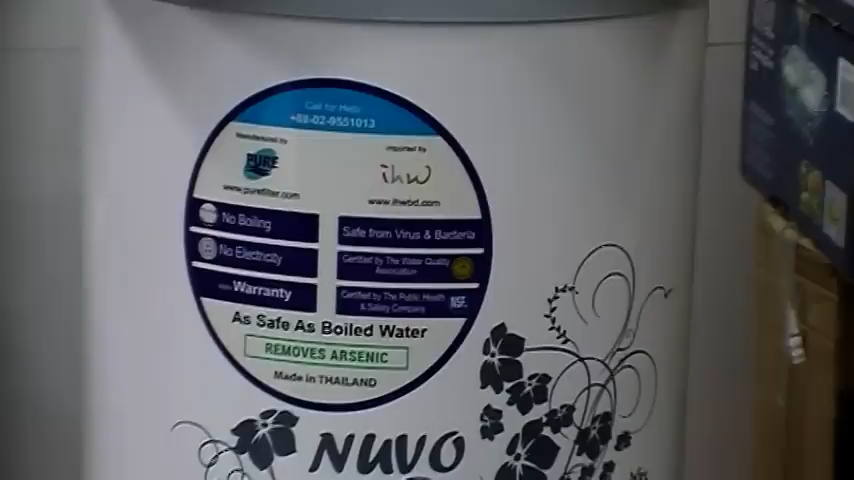 Call for Help
+88-02-9551013
Manufactured by
PURE
www.purefilter.com
imported by
ihw
www.ihwbd.com
No Boiling
No Electricity
Warranty
Safe from Virus & Bacteria
Certified by The Water Quality
Association
Certified by The Public Health
& Safety Company
NSF.
As Safe As Boiled Water
REMOVES ARSENIC
Made in THAILAND
NUVO